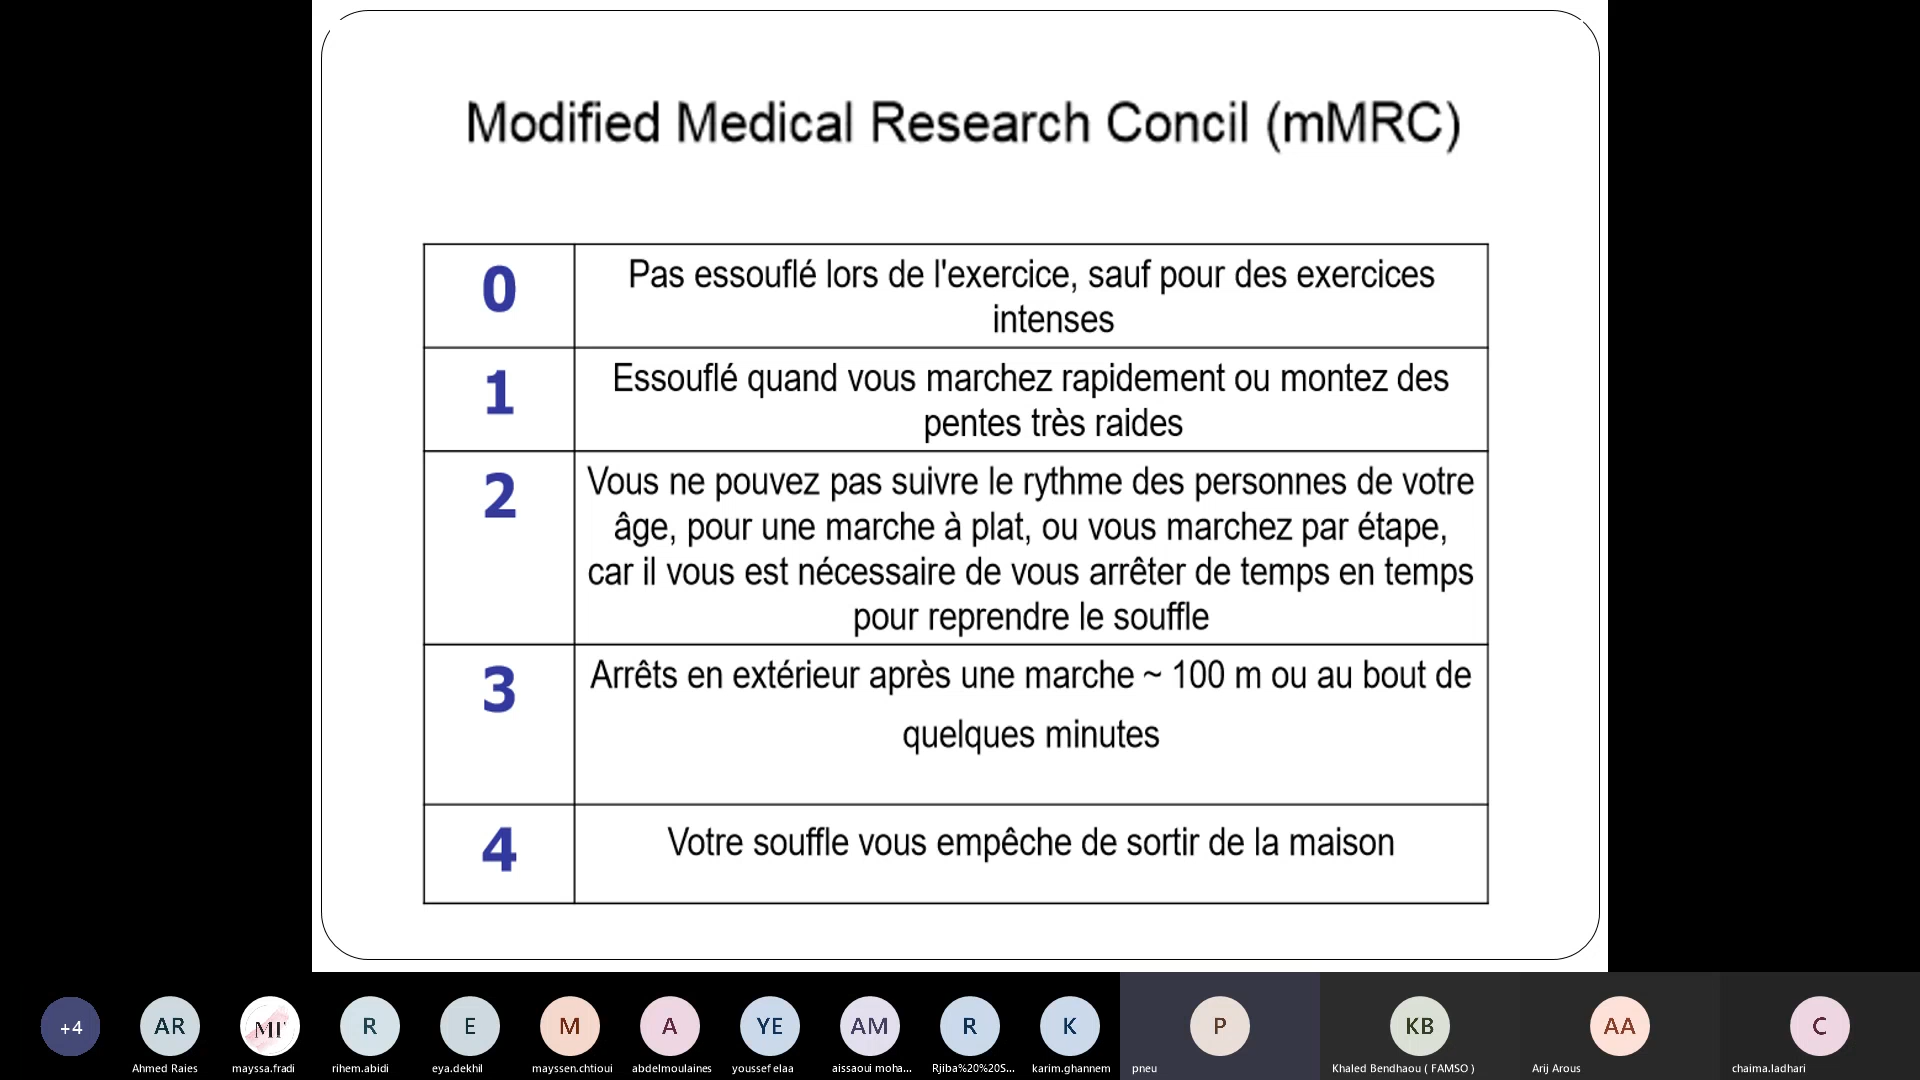 Modified Medical Research Concil (mMRC)
0
Pas essouflé lors de l'exercice, sauf pour des exercices
intenses
1
Essouflé quand vous marchez rapidement ou montez des
pentes très raides
2
Vous ne pouvez pas suivre le rythme des personnes de votre
âge, pour une marche à plat, ou vous marchez par étape,
car il vous est nécessaire de vous arrêter de temps en temps
pour reprendre le souffle
3
Arrêts en extérieur après une marche ~ 100 m ou au bout de
quelques minutes
4
Votre souffle vous empêche de sortir de la maison
+4
AR
R
E
M
A
YE
AM
R
K
P
KB
AA
C
Ahmed Raies
mayssa.fradi
rihem.abidi
eya.dekhil
mayssen.chtioui
abdelmoulaines
youssef elaa
aissaoui moha...
Rjiba%20%20S...
karim.ghannem
pneu
Khaled Bendhaou ( FAMSO )
Arij Arous
chaima.ladhari